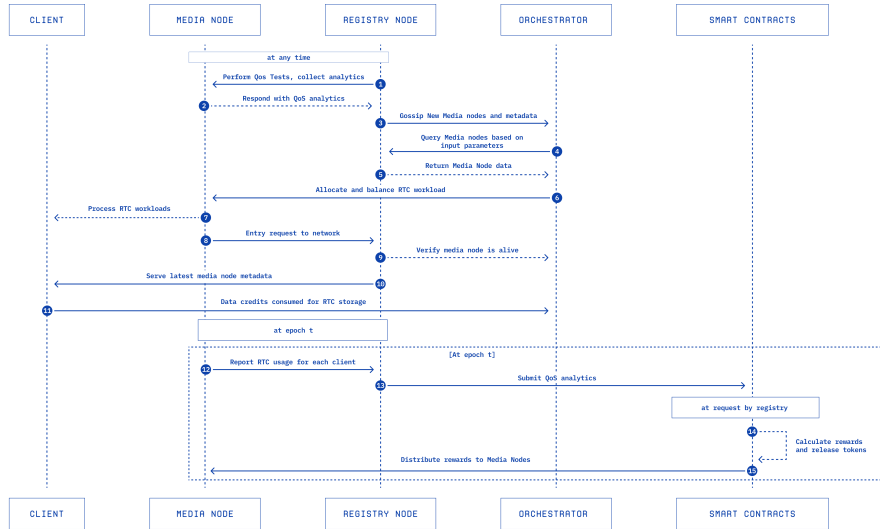 CLIENT
MEDIA NODE
REGISTRY NODE
ORCHESTRATOR
SMART CONTRACTS
at any time
Perform Qos Tests, collect analytics
1
2
Respond with QoS analytics
3
Gossip New Media nodes and metadata
Query Media nodes based on
input parameters
4
5
Return Media Node data
Allocate and balance RTC workload
6
Process RTC workloads
7
8
Entry request to network
9
Verify media node is alive
Serve latest media node metadata
10
11
Data credits consumed for RTC storage
at epoch t
[At epoch t]
12
Report RTC usage for each client
13
Submit QoS analytics
at request by registry
14
Calculate rewards
and release tokens
Distribute rewards to Media Nodes
15
CLIENT
MEDIA NODE
REGISTRY NODE
ORCHESTRATOR
SMART CONTRACTS